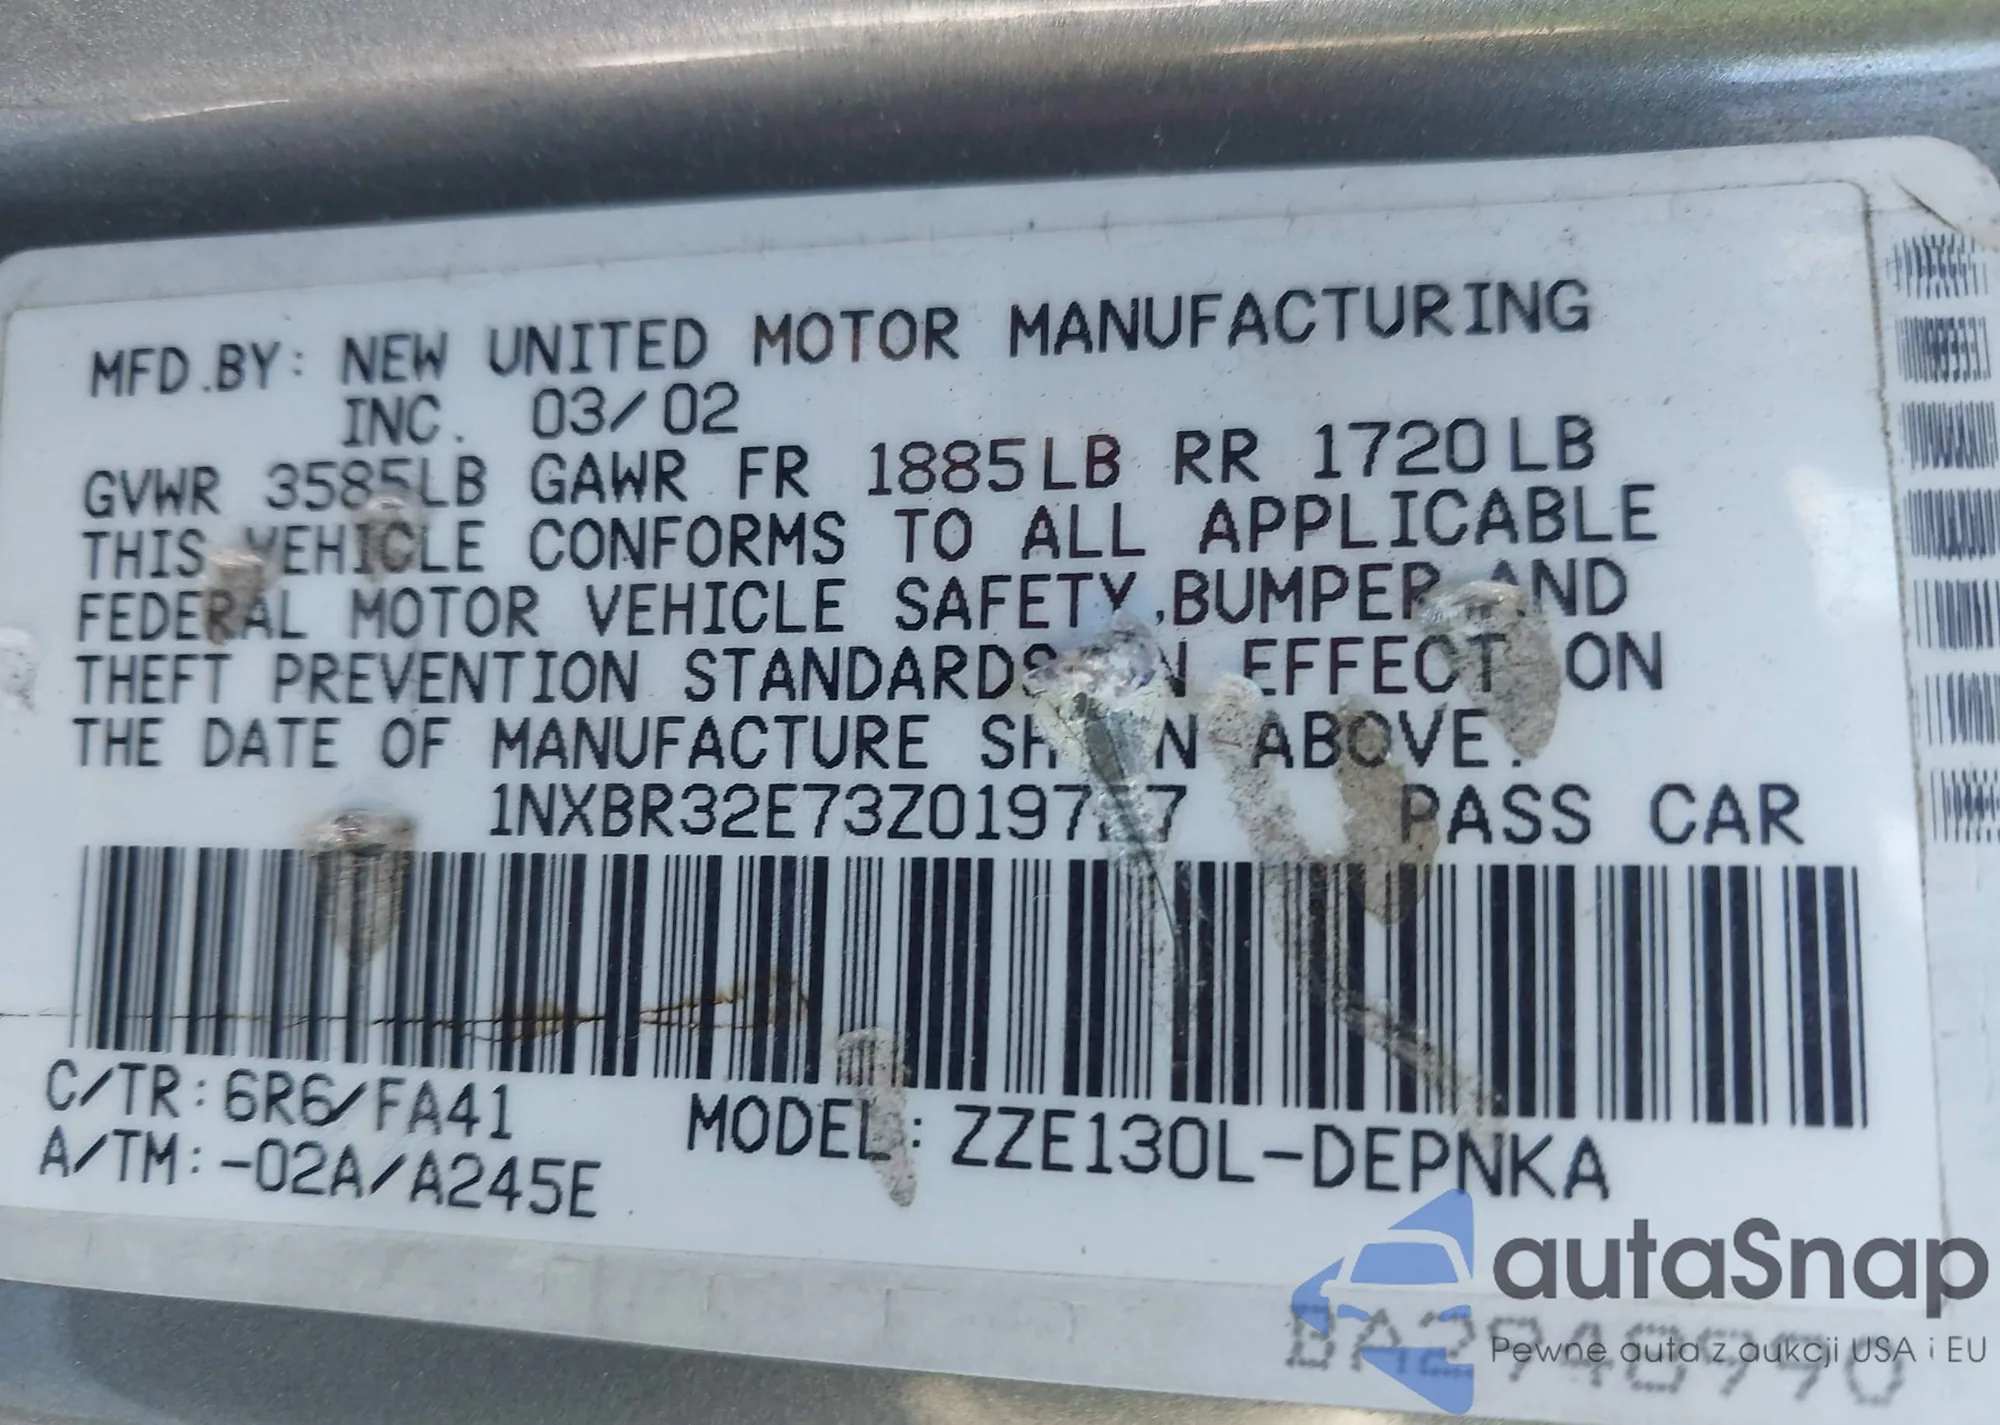 MFD.BY: NEW UNITED MOTOR MANUFACTURING
INC. 03/02
GVWR 3585LB GAWR FR 1885LB RR 1720LB
THIS VEHICLE CONFORMS TO ALL APPLICABLE
FEDERAL MOTOR VEHICLE SAFETY,BUMPER AND
THEFT PREVENTION STANDARDS IN EFFECT ON
THE DATE OF MANUFACTURE SHOWN ABOVE.
PASS CAR
C/TR: 6R6/FA41
A/TM: -02A/A245E
MODEL: ZZE130L-DEPNKA
autaSnap
Pewne auta z aukcji USA i EU